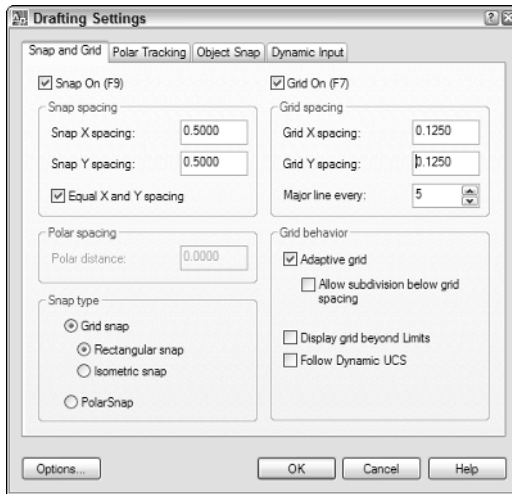 Drafting Settings
Snap and Grid
Polar Tracking
Object Snap
Dynamic Input
Snap On (F9)
Snap spacing
Snap X spacing: 0.5000
Snap Y spacing: 0.5000
Equal X and Y spacing
Polar spacing
Polar distance: 0.0000
Snap type
Grid snap
Rectangular snap
Isometric snap
PolarSnap
Grid On (F7)
Grid spacing
Grid X spacing: 0.1250
Grid Y spacing: 0.1250
Major line every: 5
Grid behavior
Adaptive grid
Allow subdivision below grid
spacing
Display grid beyond Limits
Follow Dynamic UCS
Options...
OK
Cancel
Help